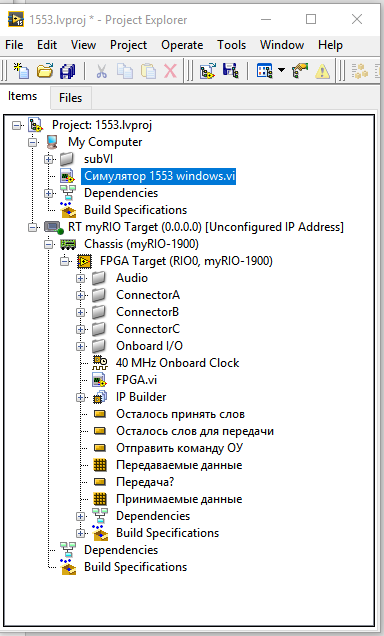 1553.lvproj * - Project Explorer
File Edit View Project Operate Tools Window Help
Items Files
Project: 1553.lvproj
My Computer
subVI
Симулятор 1553 windows.vi
Dependencies
Build Specifications
RT myRIO Target (0.0.0.0) [Unconfigured IP Address]
Chassis (myRIO-1900)
FPGA Target (RIO0, myRIO-1900)
Audio
ConnectorA
ConnectorB
ConnectorC
Onboard I/O
40 MHz Onboard Clock
FPGA.vi
IP Builder
Осталось принять слов
Осталось слов для передачи
Отправить команду ОУ
Передаваемые данные
Передача?
Принимаемые данные
Dependencies
Build Specifications
Dependencies
Build Specifications